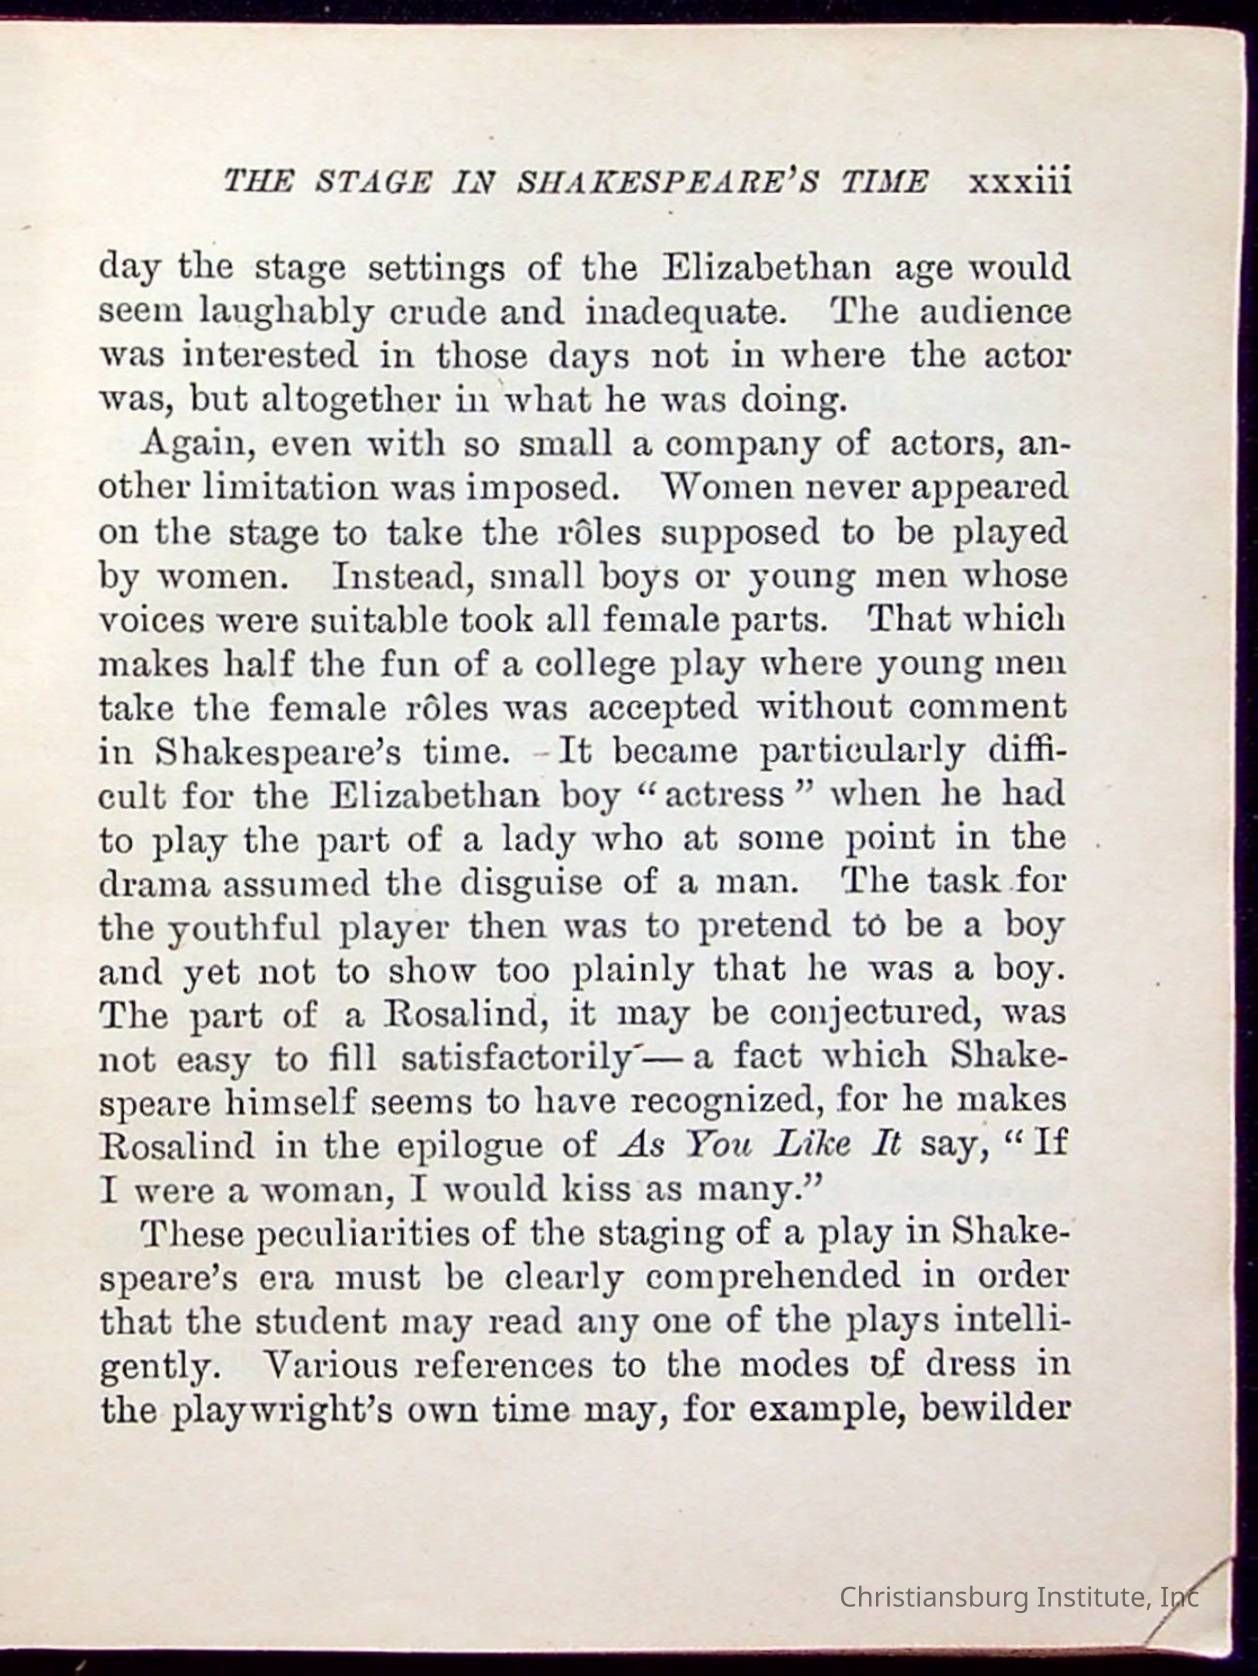 THE STAGE IN SHAKESPEARE'S TIME xxxiii
day the stage settings of the Elizabethan age would
seem laughably crude and inadequate. The audience
was interested in those days not in where the actor
was, but altogether in what he was doing.
Again, even with so small a company of actors, an-
other limitation was imposed. Women never appeared
on the stage to take the rôles supposed to be played
by women. Instead, small boys or young men whose
voices were suitable took all female parts. That which
makes half the fun of a college play where young men
take the female rôles was accepted without comment
in Shakespeare's time. It became particularly diffi-
cult for the Elizabethan boy “actress” when he had
to play the part of a lady who at some point in the
drama assumed the disguise of a man. The task for
the youthful player then was to pretend to be a boy
and yet not to show too plainly that he was a boy.
The part of a Rosalind, it may be conjectured, was
not easy to fill satisfactorily — a fact which Shake-
speare himself seems to have recognized, for he makes
Rosalind in the epilogue of As You Like It say, “If
I were a woman, I would kiss as many.”
These peculiarities of the staging of a play in Shake-
speare's era must be clearly comprehended in order
that the student may read any one of the plays intelli-
gently. Various references to the modes of dress in
the playwright's own time may, for example, bewilder
Christiansburg Institute, Inc